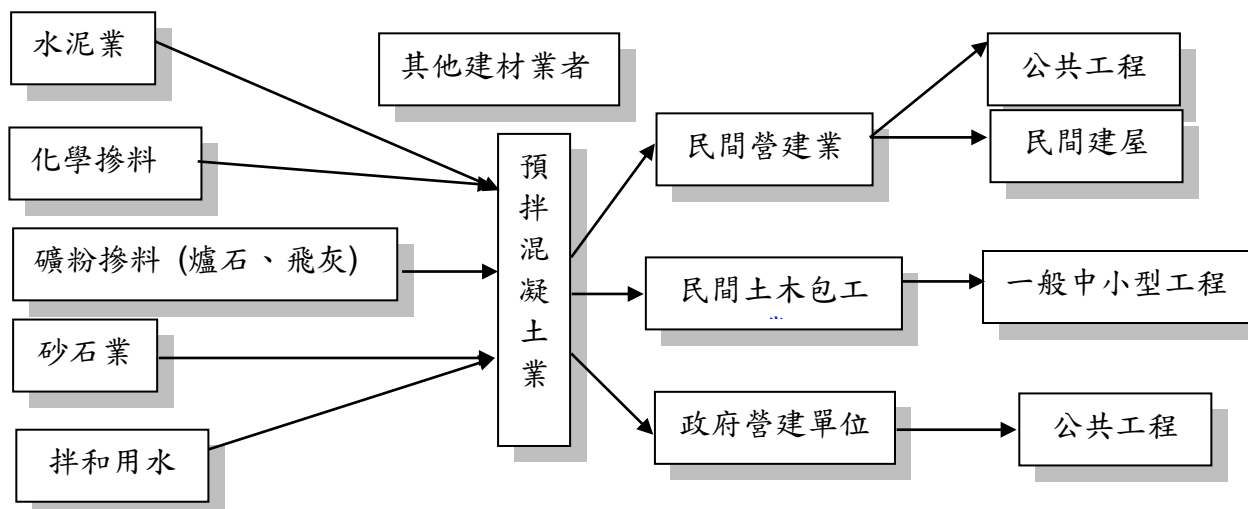 水泥業
化學摻料
礦粉摻料 (爐石、飛灰)
砂石業
拌和用水
其他建材業者
預拌混凝土業
民間營建業
民間土木包工
政府營建單位
公共工程
民間建屋
一般中小型工程
公共工程